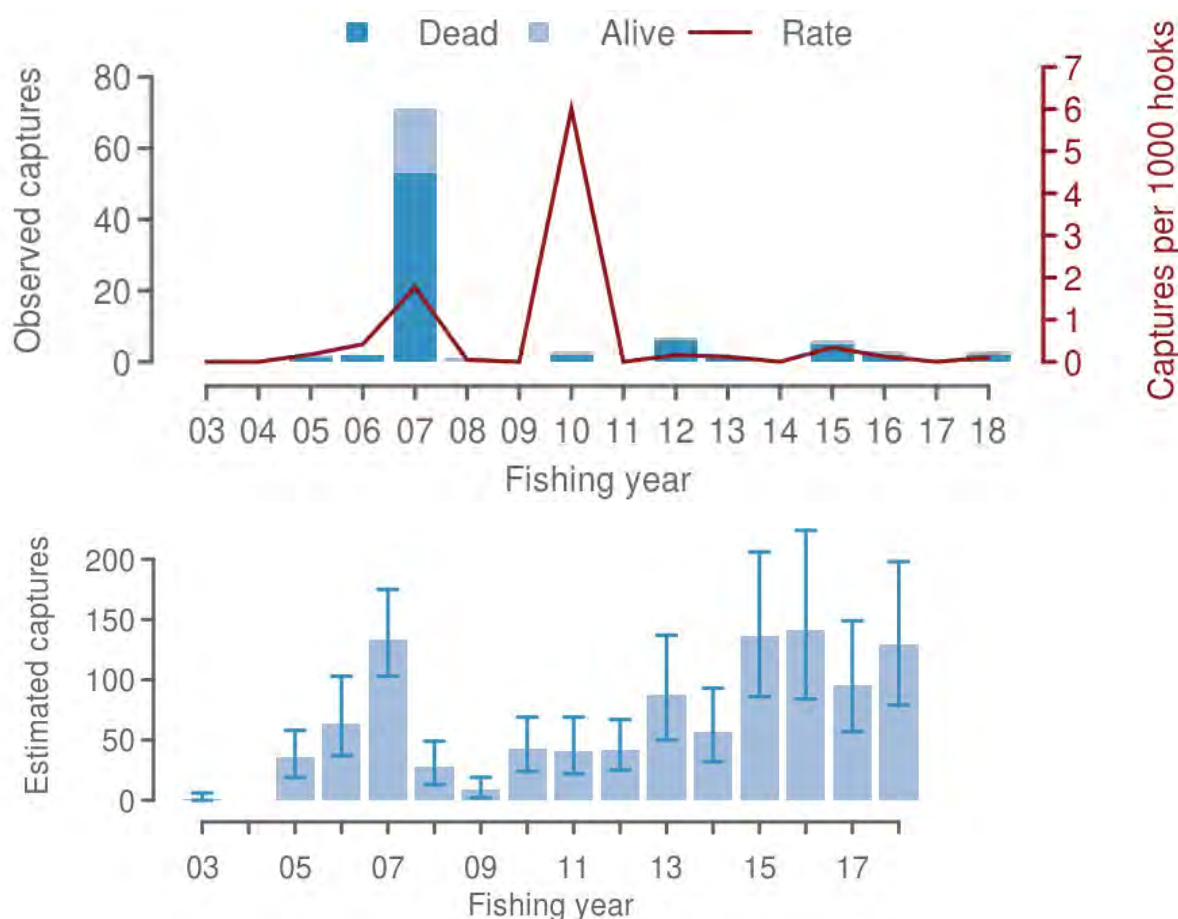 Dead Alive Rate
Observed captures
80
60
40
20
0
7
6
5
4
3
2
1
0
Captures per 1000 hooks
03 04 05 06 07 08 09 10 11 12 13 14 15 16 17 18
Fishing year
Estimated captures
200
150
100
50
0
03 05 07 09 11 13 15 17
Fishing year